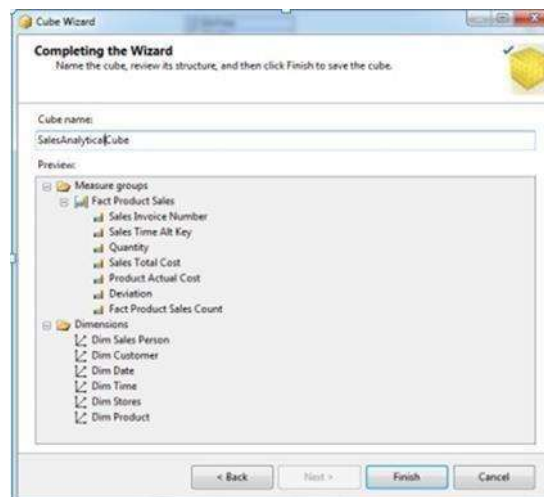 Cube Wizard
Completing the Wizard
Name the cube, review its structure, and then click Finish to save the cube.
Cube name:
SalesAnalyticalCube
Preview:
Measure groups
Fact Product Sales
Sales Invoice Number
Sales Time Alt Key
Quantity
Sales Total Cost
Product Actual Cost
Deviation
Fact Product Sales Count
Dimensions
Dim Sales Person
Dim Customer
Dim Date
Dim Time
Dim Stores
Dim Product
< Back Next > Finish Cancel